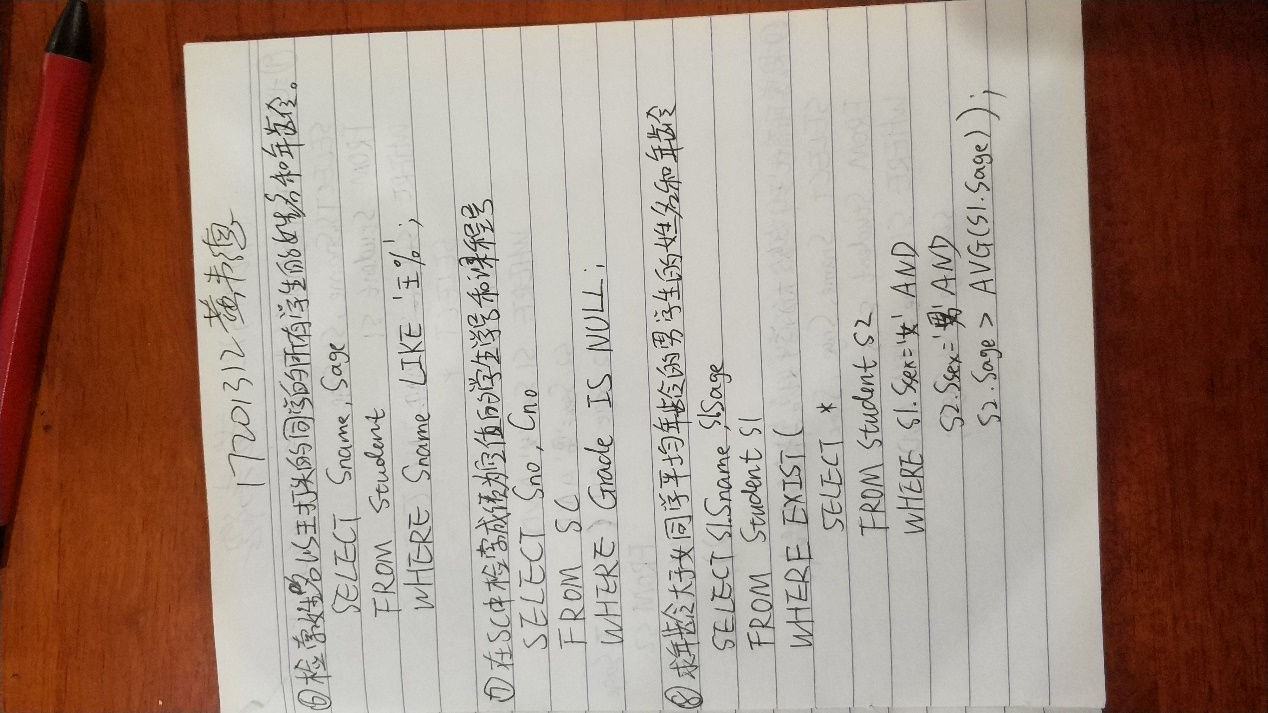 1720312 黄韦德
⑥检索姓名以王打头的同学的所有学生的姓名和年龄。
SELECT Sname, Sage
FROM Student
WHERE Sname LIKE '王%';
⑦在SC中检索成绩为空值的学生学号和课程号
SELECT Sno, Cno
FROM SC
WHERE Grade IS NULL;
⑧求年龄大于女同学平均年龄的男学生的姓名和年龄
SELECT S1.Sname S1.Sage
FROM Student S1
WHERE EXIST (
SELECT *
FROM Student S2
WHERE S1.Sex='女' AND
S2.Ssex='男' AND
S2.Sage > AVG(S1.Sage));